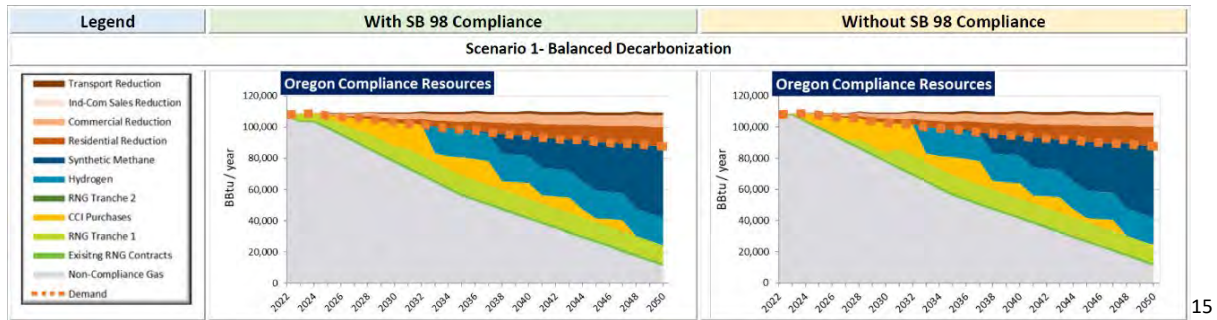 Legend
With SB 98 Compliance
Without SB 98 Compliance
Scenario 1- Balanced Decarbonization
Transport Reduction
Ind-Com Sales Reduction
Commercial Reduction
Residential Reduction
Synthetic Methane
Hydrogen
RNG Tranche 2
CCI Purchases
RNG Tranche 1
Exisitng RNG Contracts
Non-Compliance Gas
Demand
Oregon Compliance Resources
BBtu / year
120,000
100,000
80,000
60,000
40,000
20,000
0
2022 2024 2026 2028 2030 2032 2034 2036 2038 2040 2042 2044 2046 2048 2050
Oregon Compliance Resources
BBtu / year
120,000
100,000
80,000
60,000
40,000
20,000
0
2022 2024 2026 2028 2030 2032 2034 2036 2038 2040 2042 2044 2046 2048 2050
15